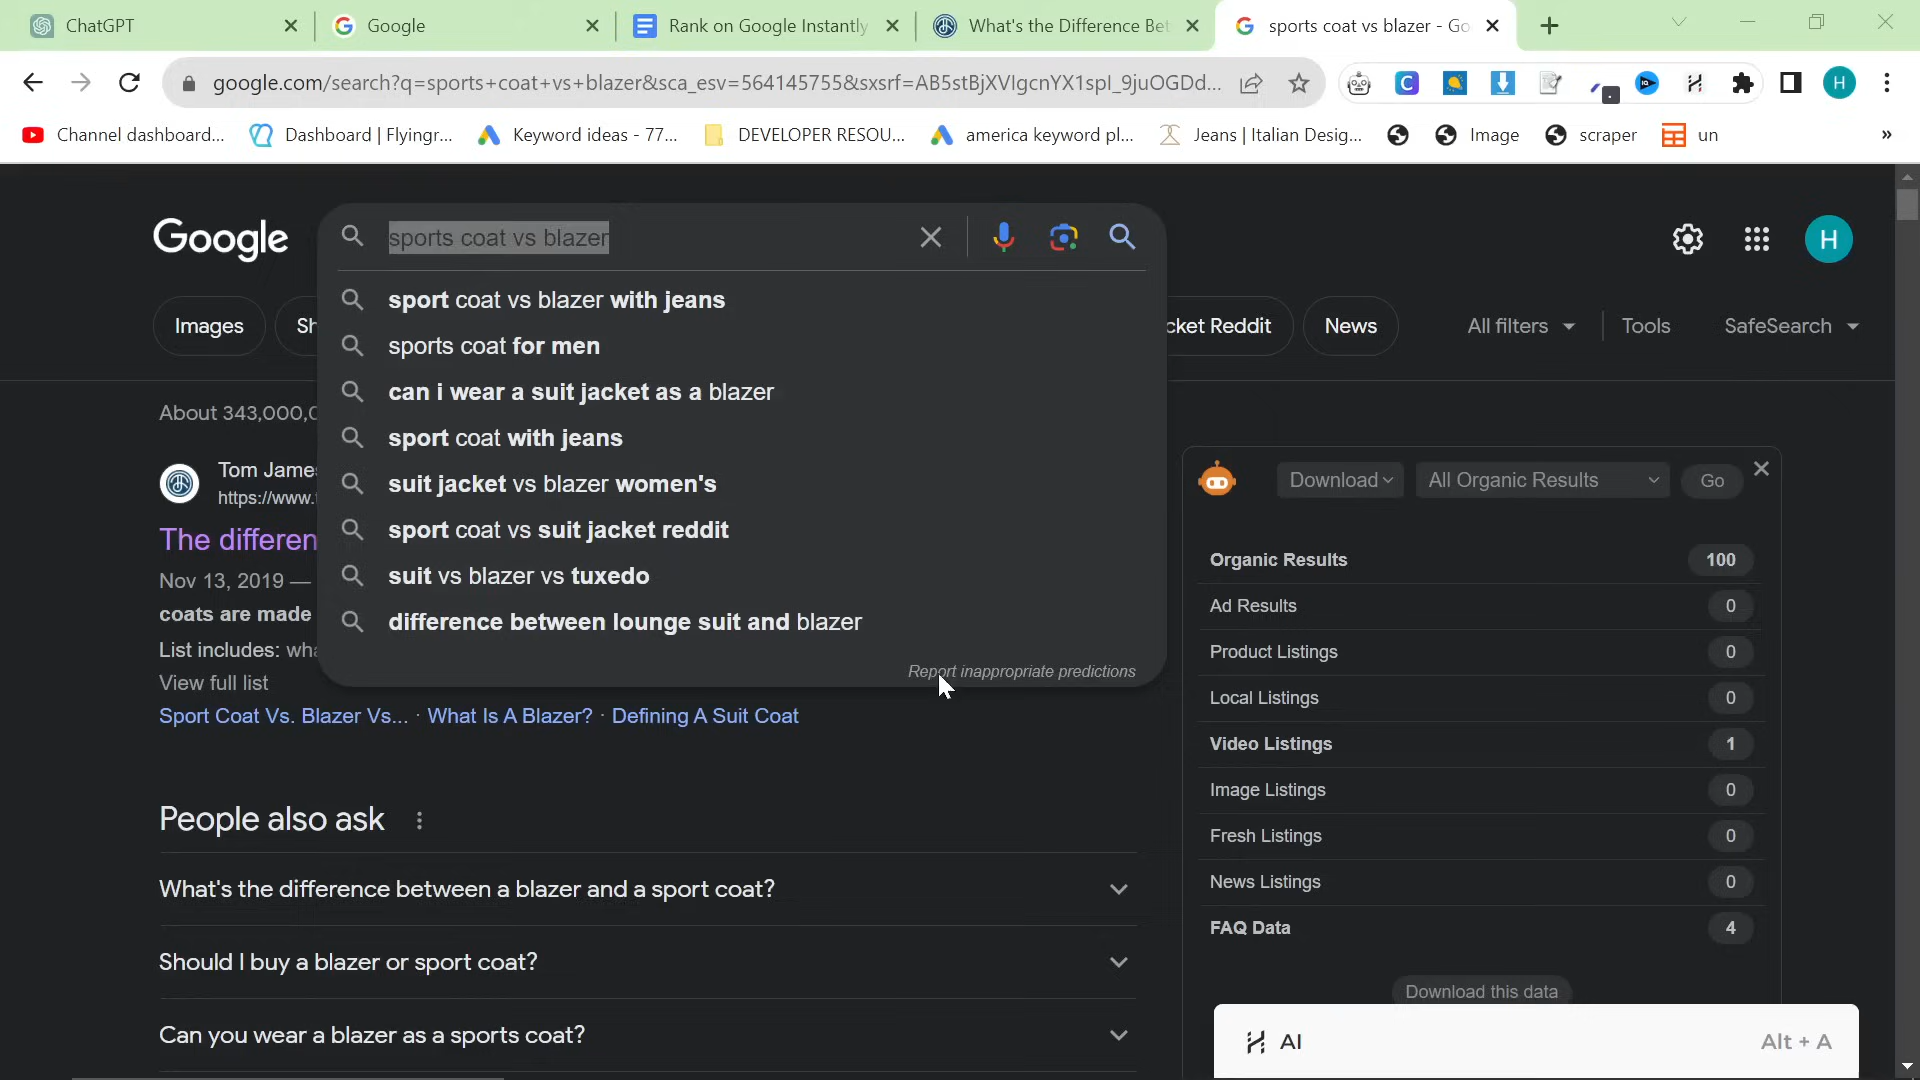 ChatGPT
Google
Rank on Google Instantly
What's the Difference Bet
sports coat vs blazer - Go
google.com/search?q=sports+coat+vs+blazer&sca_esv=564145755&sxsrf=AB5stBjXVIgcnYX1spI_9juOGDd...
H
Channel dashboard...
Dashboard | Flyingr...
Keyword ideas - 77...
DEVELOPER RESOU...
america keyword pl...
Jeans | Italian Desig...
Image
scraper
un
»
Google
sports coat vs blazer
H
sport coat vs blazer with jeans
sports coat for men
can i wear a suit jacket as a blazer
sport coat with jeans
suit jacket vs blazer women's
sport coat vs suit jacket reddit
suit vs blazer vs tuxedo
difference between lounge suit and blazer
Report inappropriate predictions
Images
Sh
cket Reddit
News
All filters
Tools
SafeSearch
About 343,000,0
Tom James
https://www.t
The differen
Nov 13, 2019 —
coats are made
List includes: wha
View full list
Sport Coat Vs. Blazer Vs... · What Is A Blazer? · Defining A Suit Coat
People also ask
What's the difference between a blazer and a sport coat?
Should I buy a blazer or sport coat?
Can you wear a blazer as a sports coat?
Download
All Organic Results
Go
Organic Results 100
Ad Results 0
Product Listings 0
Local Listings 0
Video Listings 1
Image Listings 0
Fresh Listings 0
News Listings 0
FAQ Data 4
Download this data
AI
Alt + A